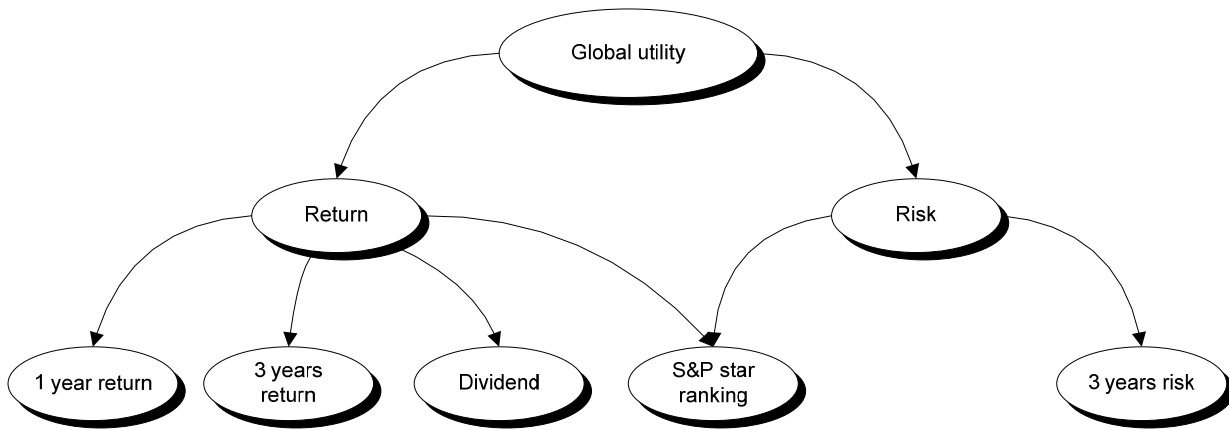 Global utility
Return
Risk
1 year return
3 years
return
Dividend
S&P star
ranking
3 years risk